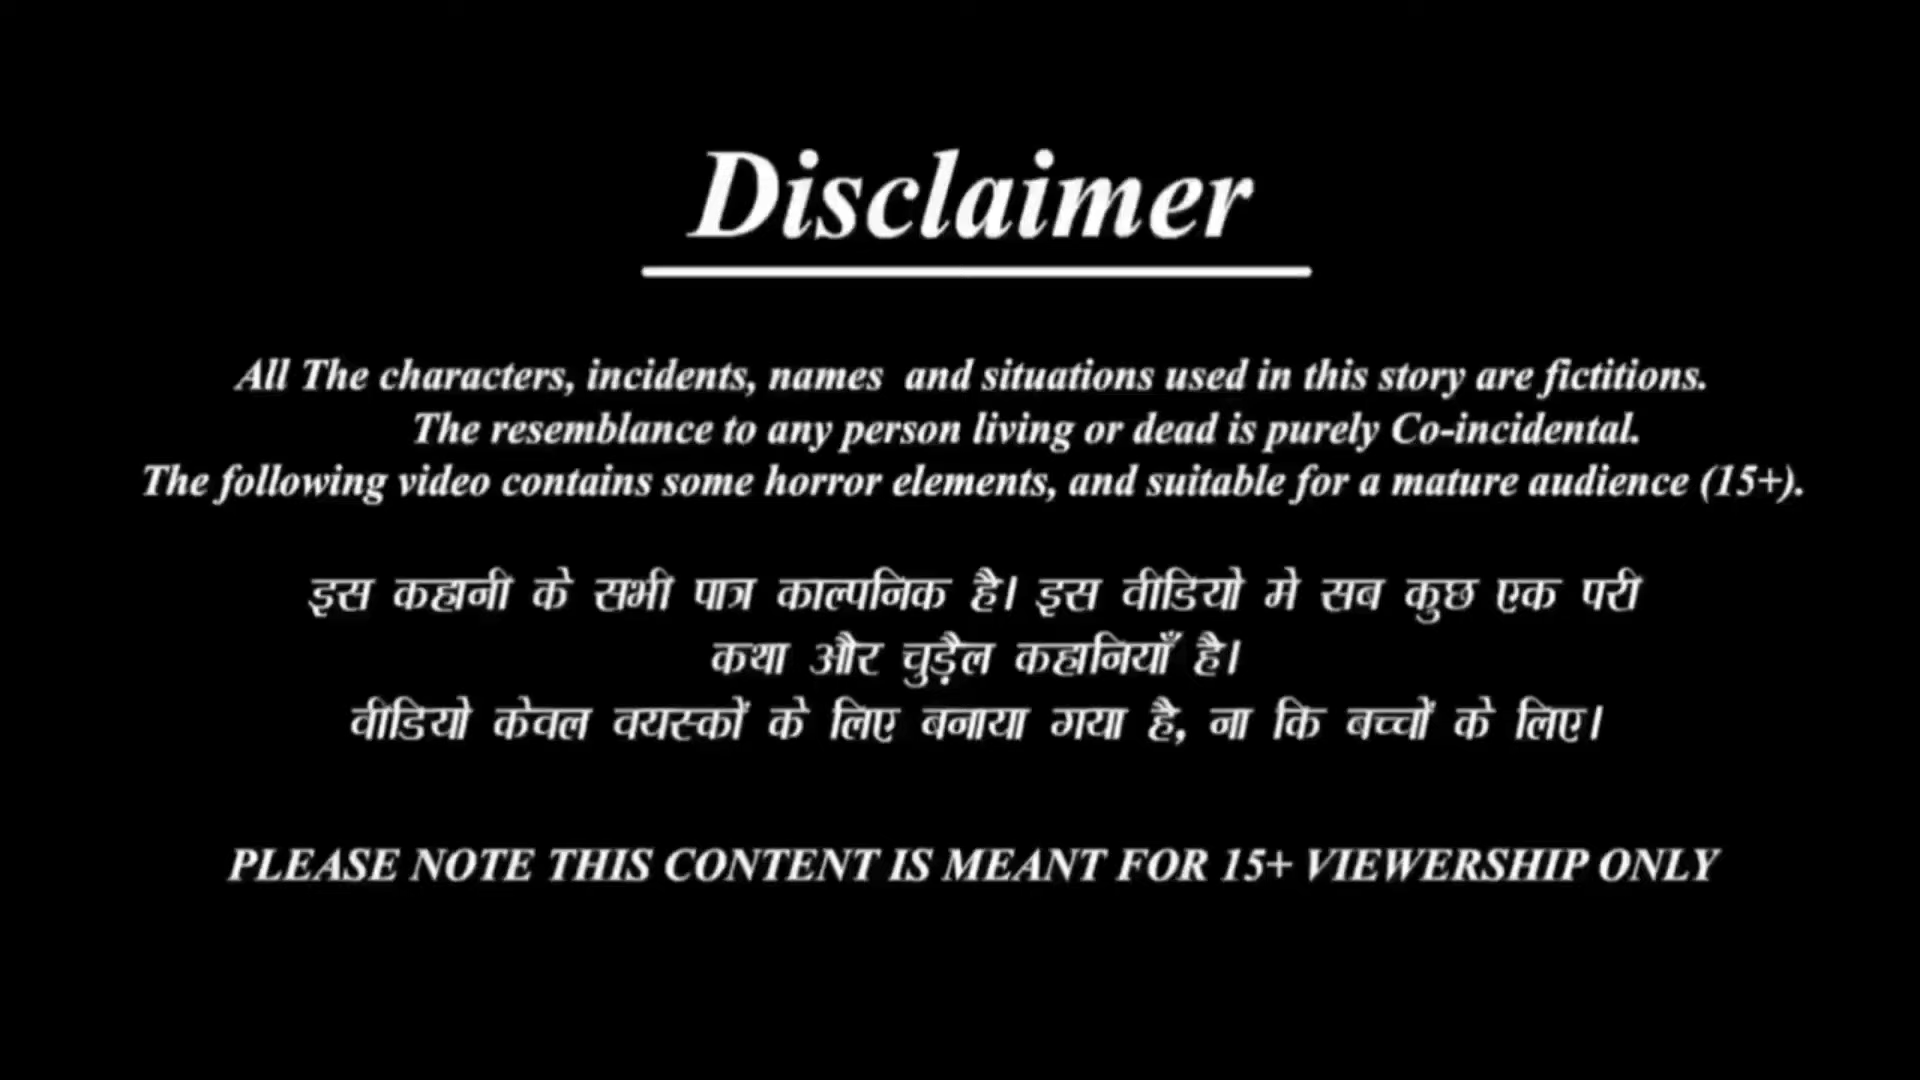 Disclaimer
All The characters, incidents, names and situations used in this story are fictitions.
The resemblance to any person living or dead is purely Co-incidental.
The following video contains some horror elements, and suitable for a mature audience (15+).
इस कहानी के सभी पात्र काल्पनिक है। इस वीडियो मे सब कुछ एक परी
कथा और चुड़ैल कहानियाँ है।
वीडियो केवल वयस्कों के लिए बनाया गया है, ना कि बच्चों के लिए।
PLEASE NOTE THIS CONTENT IS MEANT FOR 15+ VIEWERSHIP ONLY